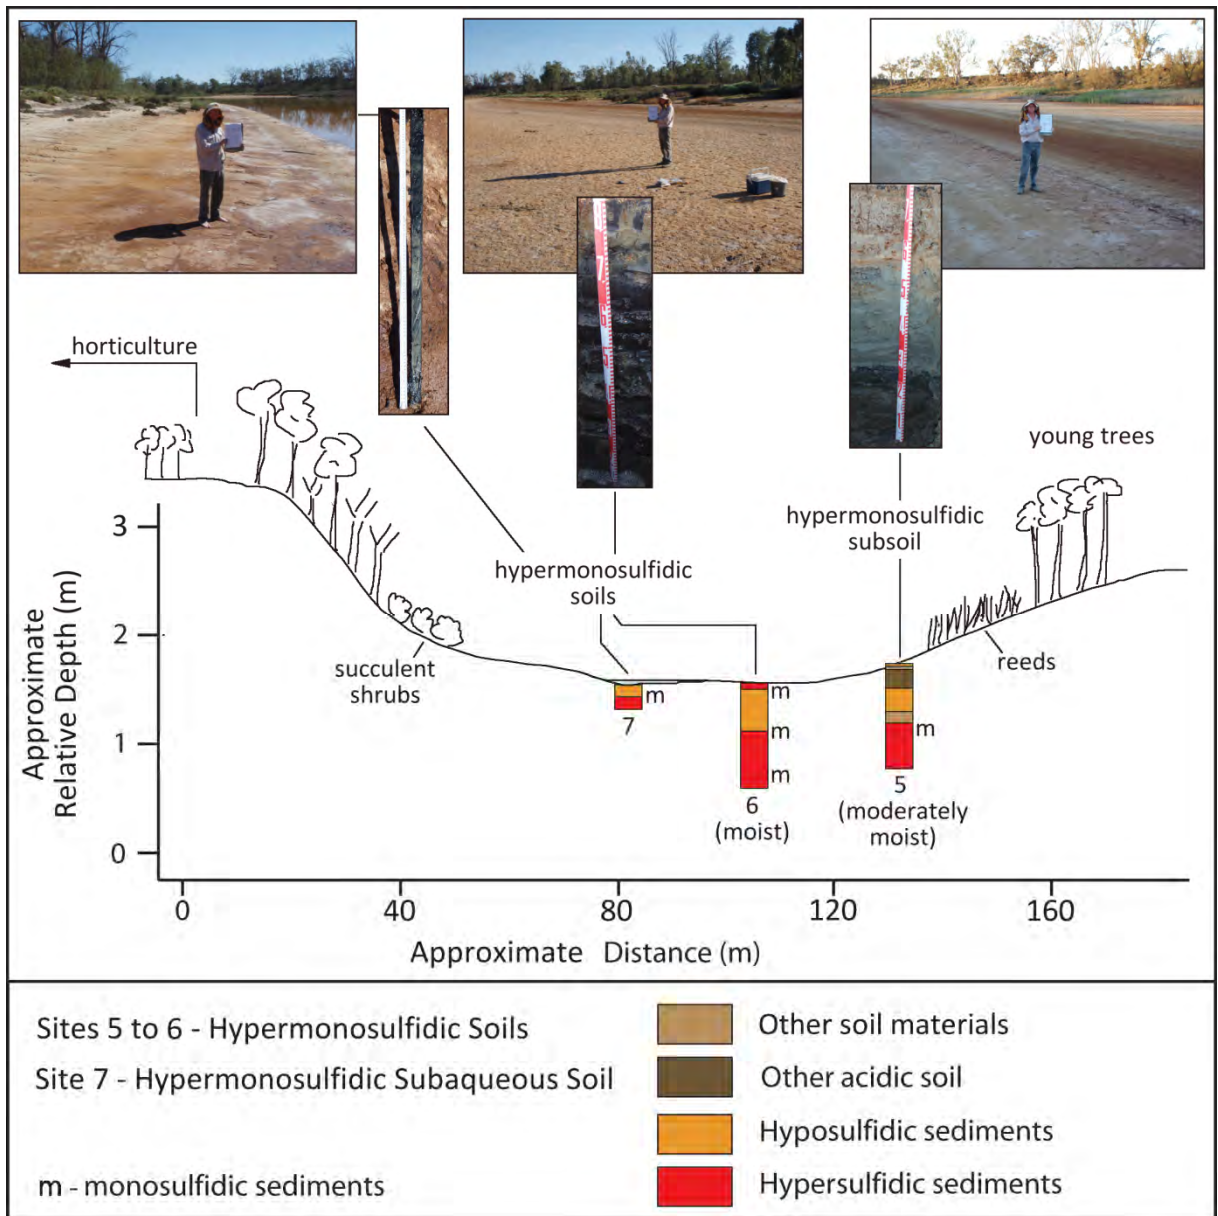 horticulture
young trees
hypermonosulfidic
subsoil
hypermonosulfidic
soils
succulent
shrubs
reeds
m
7
m
m
m
6
(moist)
m
5
(moderately
moist)
3
2
1
0
Approximate
Relative Depth (m)
0
40
80
120
160
Approximate Distance (m)
Sites 5 to 6 - Hypermonosulfidic Soils
Site 7 - Hypermonosulfidic Subaqueous Soil
m - monosulfidic sediments
Other soil materials
Other acidic soil
Hyposulfidic sediments
Hypersulfidic sediments